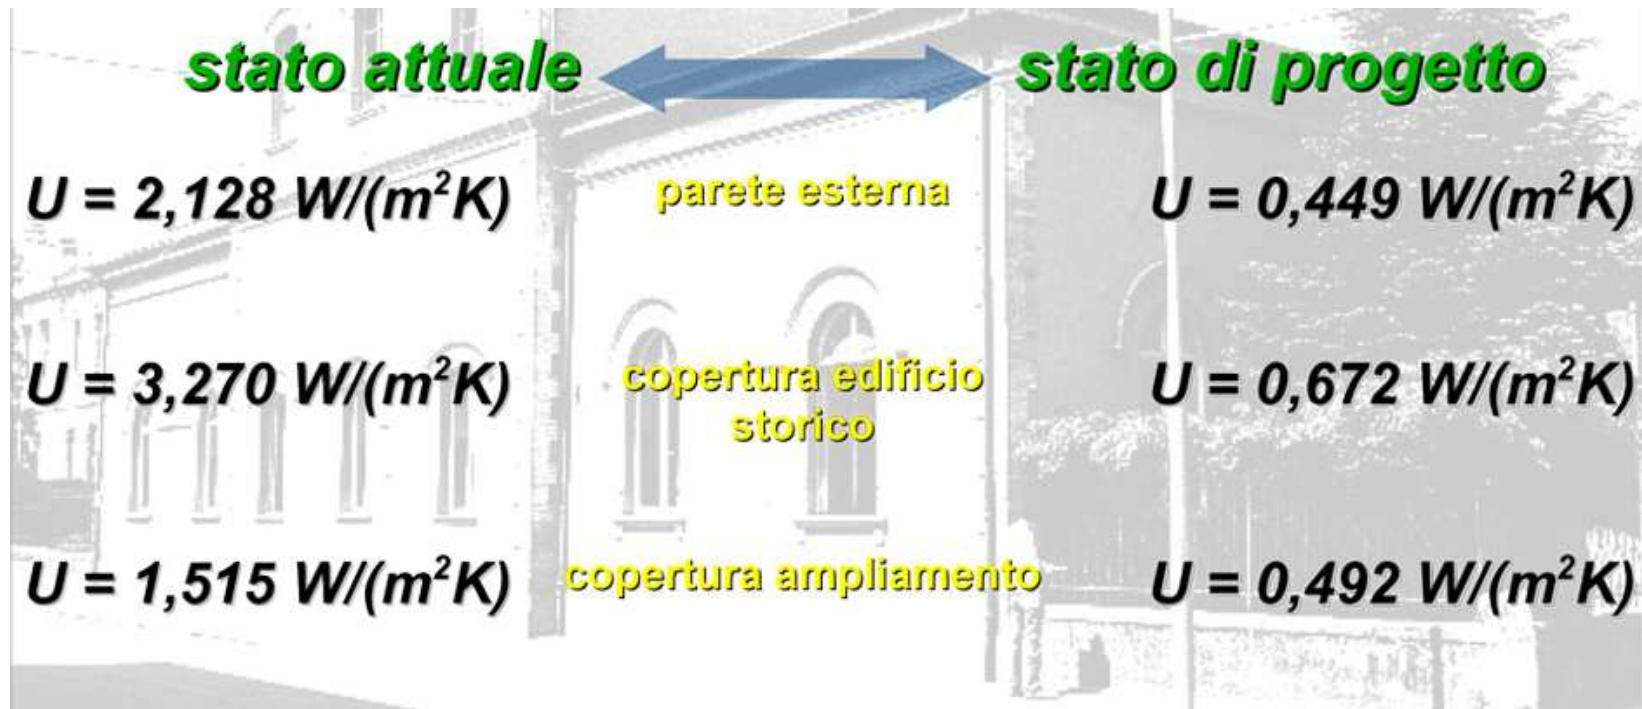 stato attuale stato di progetto
U = 2,128 W/(m²K) parete esterna U = 0,449 W/(m²K)
U = 3,270 W/(m²K) copertura edificio storico U = 0,672 W/(m²K)
U = 1,515 W/(m²K) copertura ampliamento U = 0,492 W/(m²K)